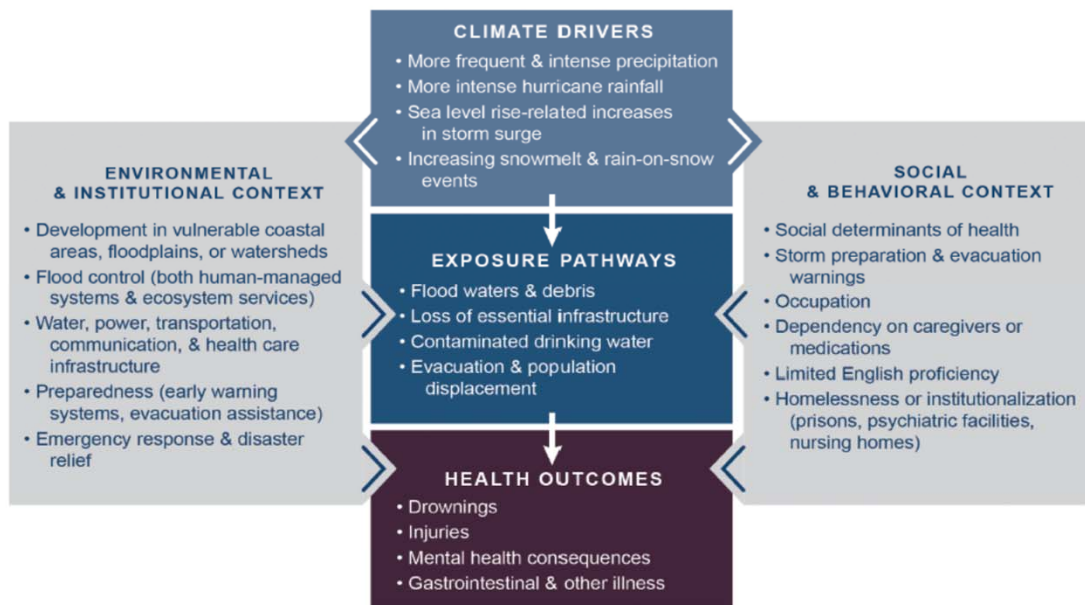 CLIMATE DRIVERS
• More frequent & intense precipitation
• More intense hurricane rainfall
• Sea level rise-related increases
in storm surge
• Increasing snowmelt & rain-on-snow
events
ENVIRONMENTAL
& INSTITUTIONAL CONTEXT
• Development in vulnerable coastal
areas, floodplains, or watersheds
• Flood control (both human-managed
systems & ecosystem services)
• Water, power, transportation,
communication, & health care
infrastructure
• Preparedness (early warning
systems, evacuation assistance)
• Emergency response & disaster
relief
EXPOSURE PATHWAYS
• Flood waters & debris
• Loss of essential infrastructure
• Contaminated drinking water
• Evacuation & population
displacement
SOCIAL
& BEHAVIORAL CONTEXT
• Social determinants of health
• Storm preparation & evacuation
warnings
• Occupation
• Dependency on caregivers or
medications
• Limited English proficiency
• Homelessness or institutionalization
(prisons, psychiatric facilities,
nursing homes)
HEALTH OUTCOMES
• Drownings
• Injuries
• Mental health consequences
• Gastrointestinal & other illness